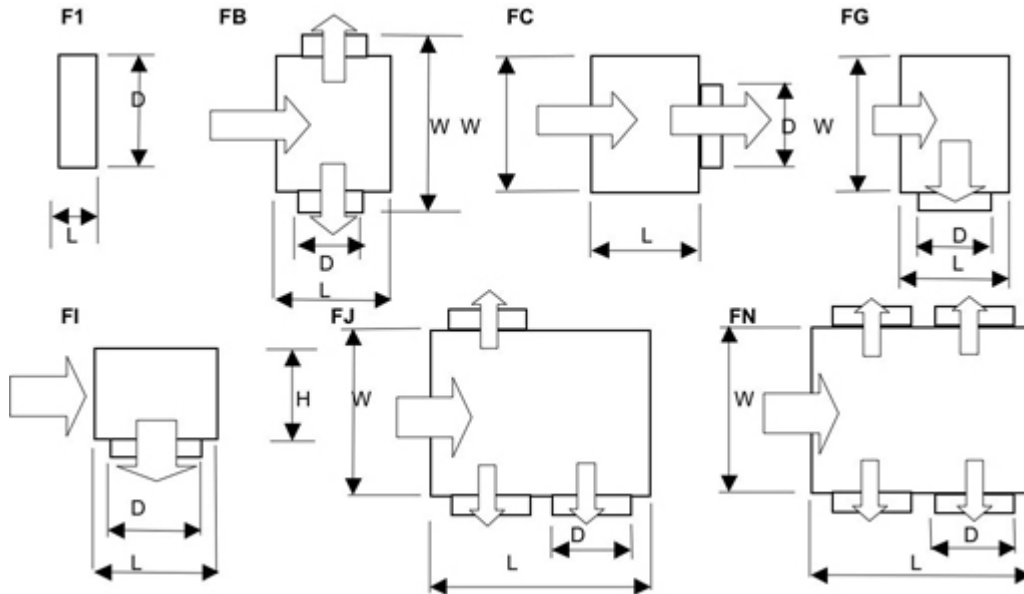 F1 FB FC FG
D W W D W
L D L L D
L
FI FJ FN
H W W
D D D
L L L